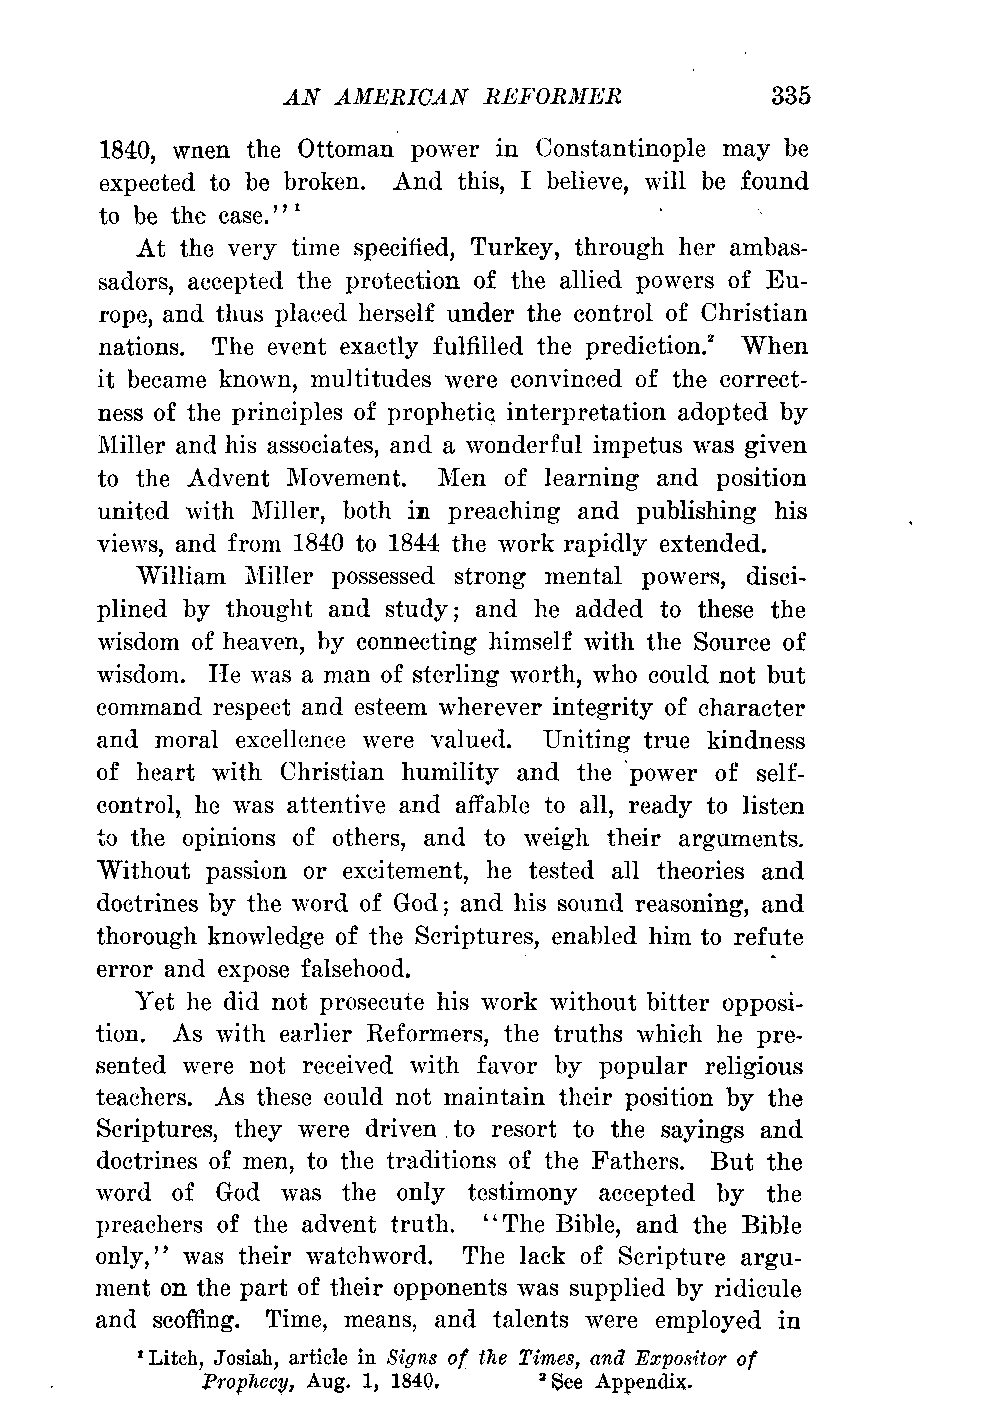 AN AMERICAN REFORMER 335
1840, wnen the Ottoman power in Constantinople may be
expected to be broken. And this, I believe, will be found
to be the case."¹
At the very time specified, Turkey, through her ambas-
sadors, accepted the protection of the allied powers of Eu-
rope, and thus placed herself under the control of Christian
nations. The event exactly fulfilled the prediction.² When
it became known, multitudes were convinced of the correct-
ness of the principles of prophetic interpretation adopted by
Miller and his associates, and a wonderful impetus was given
to the Advent Movement. Men of learning and position
united with Miller, both in preaching and publishing his
views, and from 1840 to 1844 the work rapidly extended.
William Miller possessed strong mental powers, disci-
plined by thought and study; and he added to these the
wisdom of heaven, by connecting himself with the Source of
wisdom. He was a man of sterling worth, who could not but
command respect and esteem wherever integrity of character
and moral excellence were valued. Uniting true kindness
of heart with Christian humility and the power of self-
control, he was attentive and affable to all, ready to listen
to the opinions of others, and to weigh their arguments.
Without passion or excitement, he tested all theories and
doctrines by the word of God; and his sound reasoning, and
thorough knowledge of the Scriptures, enabled him to refute
error and expose falsehood.
Yet he did not prosecute his work without bitter opposi-
tion. As with earlier Reformers, the truths which he pre-
sented were not received with favor by popular religious
teachers. As these could not maintain their position by the
Scriptures, they were driven to resort to the sayings and
doctrines of men, to the traditions of the Fathers. But the
word of God was the only testimony accepted by the
preachers of the advent truth. "The Bible, and the Bible
only," was their watchword. The lack of Scripture argu-
ment on the part of their opponents was supplied by ridicule
and scoffing. Time, means, and talents were employed in
¹ Litch, Josiah, article in Signs of the Times, and Expositor of
Prophecy, Aug. 1, 1840. ² See Appendix.